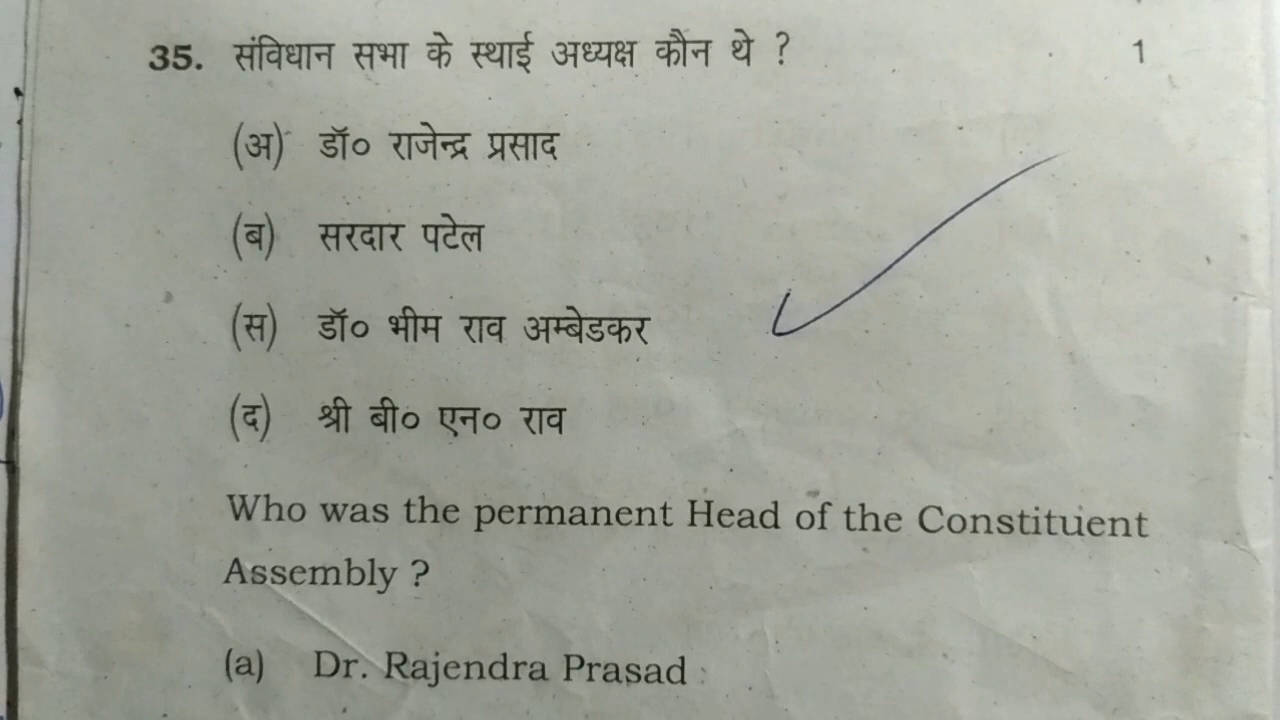 35. संविधान सभा के स्थाई अध्यक्ष कौन थे ? 1
(अ) डॉ० राजेन्द्र प्रसाद
(ब) सरदार पटेल
(स) डॉ० भीम राव अम्बेडकर
(द) श्री बी० एन० राव
Who was the permanent Head of the Constituent
Assembly ?
(a) Dr. Rajendra Prasad